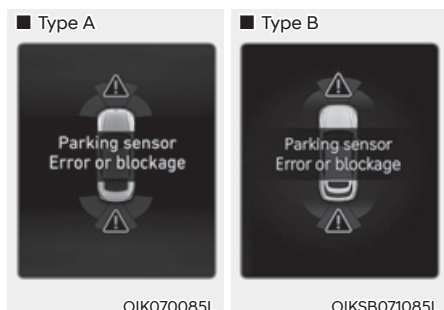 ■ Type A
Parking sensor
Error or blockage
OIK070085L
■ Type B
Parking sensor
Error or blockage
OIKSB071085L